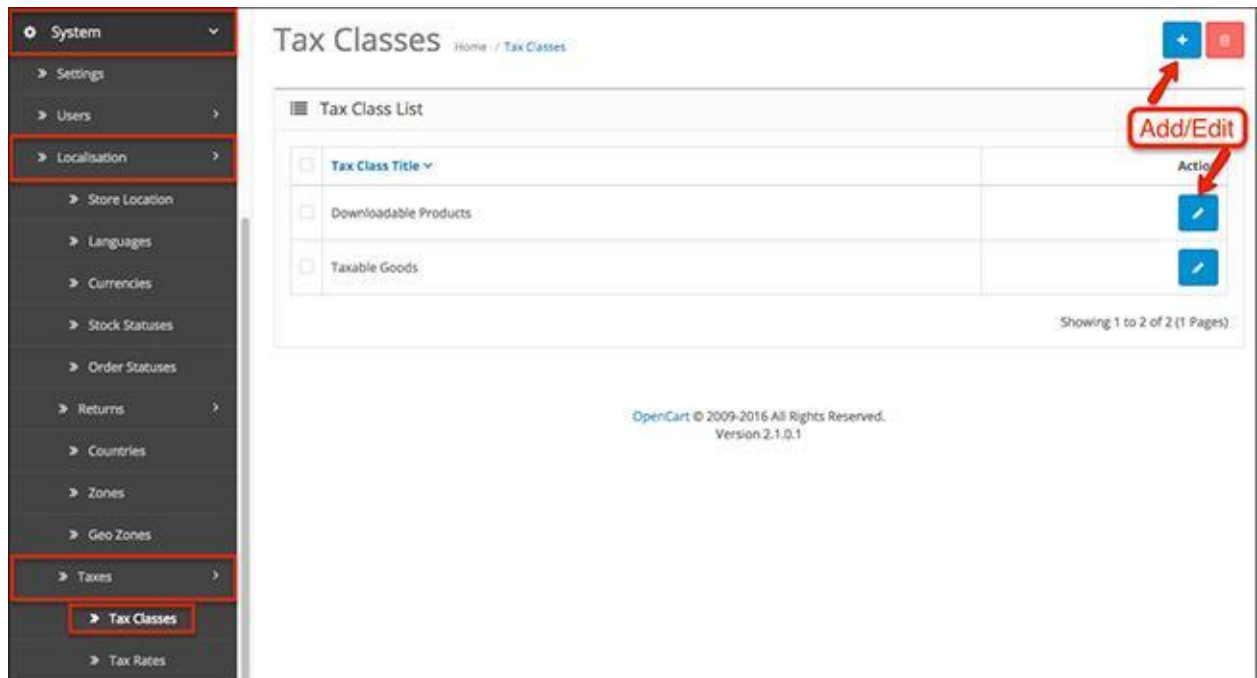 System
Settings
Users
Localisation
Store Location
Languages
Currencies
Stock Statuses
Order Statuses
Returns
Countries
Zones
Geo Zones
Taxes
Tax Classes
Tax Rates
Tax Classes Home / Tax Classes
Add/Edit
Tax Class List
Tax Class Title Action
Downloadable Products
Taxable Goods
Showing 1 to 2 of 2 (1 Pages)
OpenCart © 2009-2016 All Rights Reserved.
Version 2.1.0.1